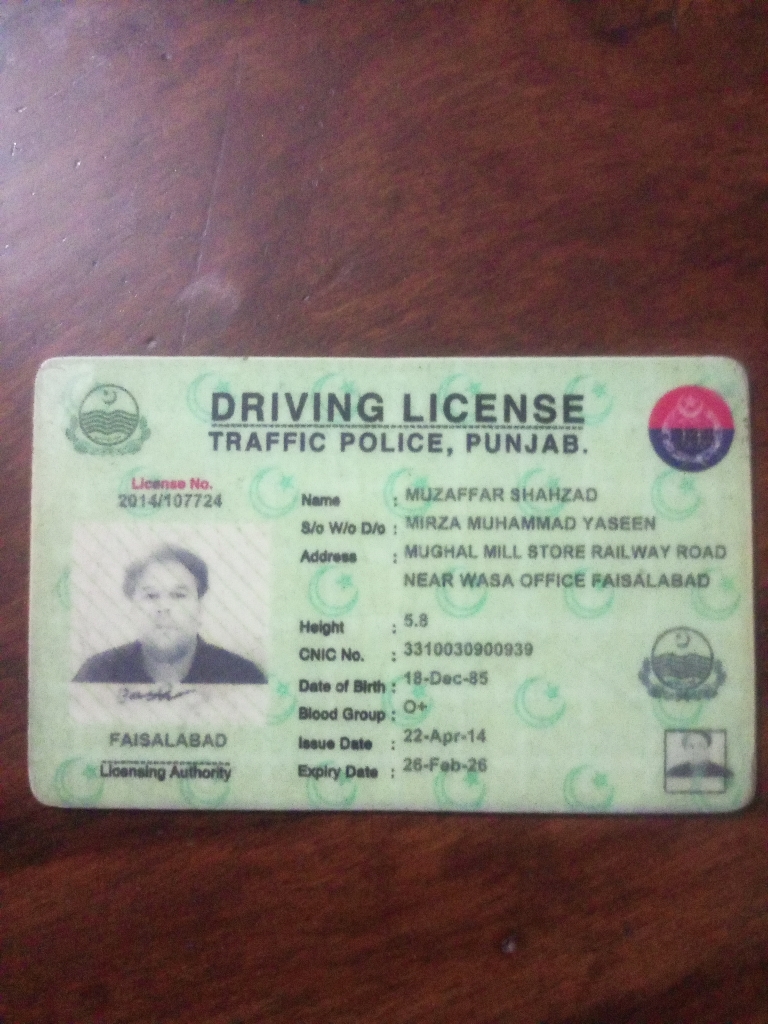 DRIVING LICENSE
TRAFFIC POLICE, PUNJAB.
License No.
2014/107724
Name : MUZAFFAR SHAHZAD
S/o W/o D/o : MIRZA MUHAMMAD YASEEN
Address : MUGHAL MILL STORE RAILWAY ROAD
NEAR WASA OFFICE FAISALABAD
Height : 5.8
CNIC No. : 3310030900939
Date of Birth : 18-Dec-85
Blood Group : O+
Issue Date : 22-Apr-14
Expiry Date : 26-Feb-26
FAISALABAD
Licensing Authority